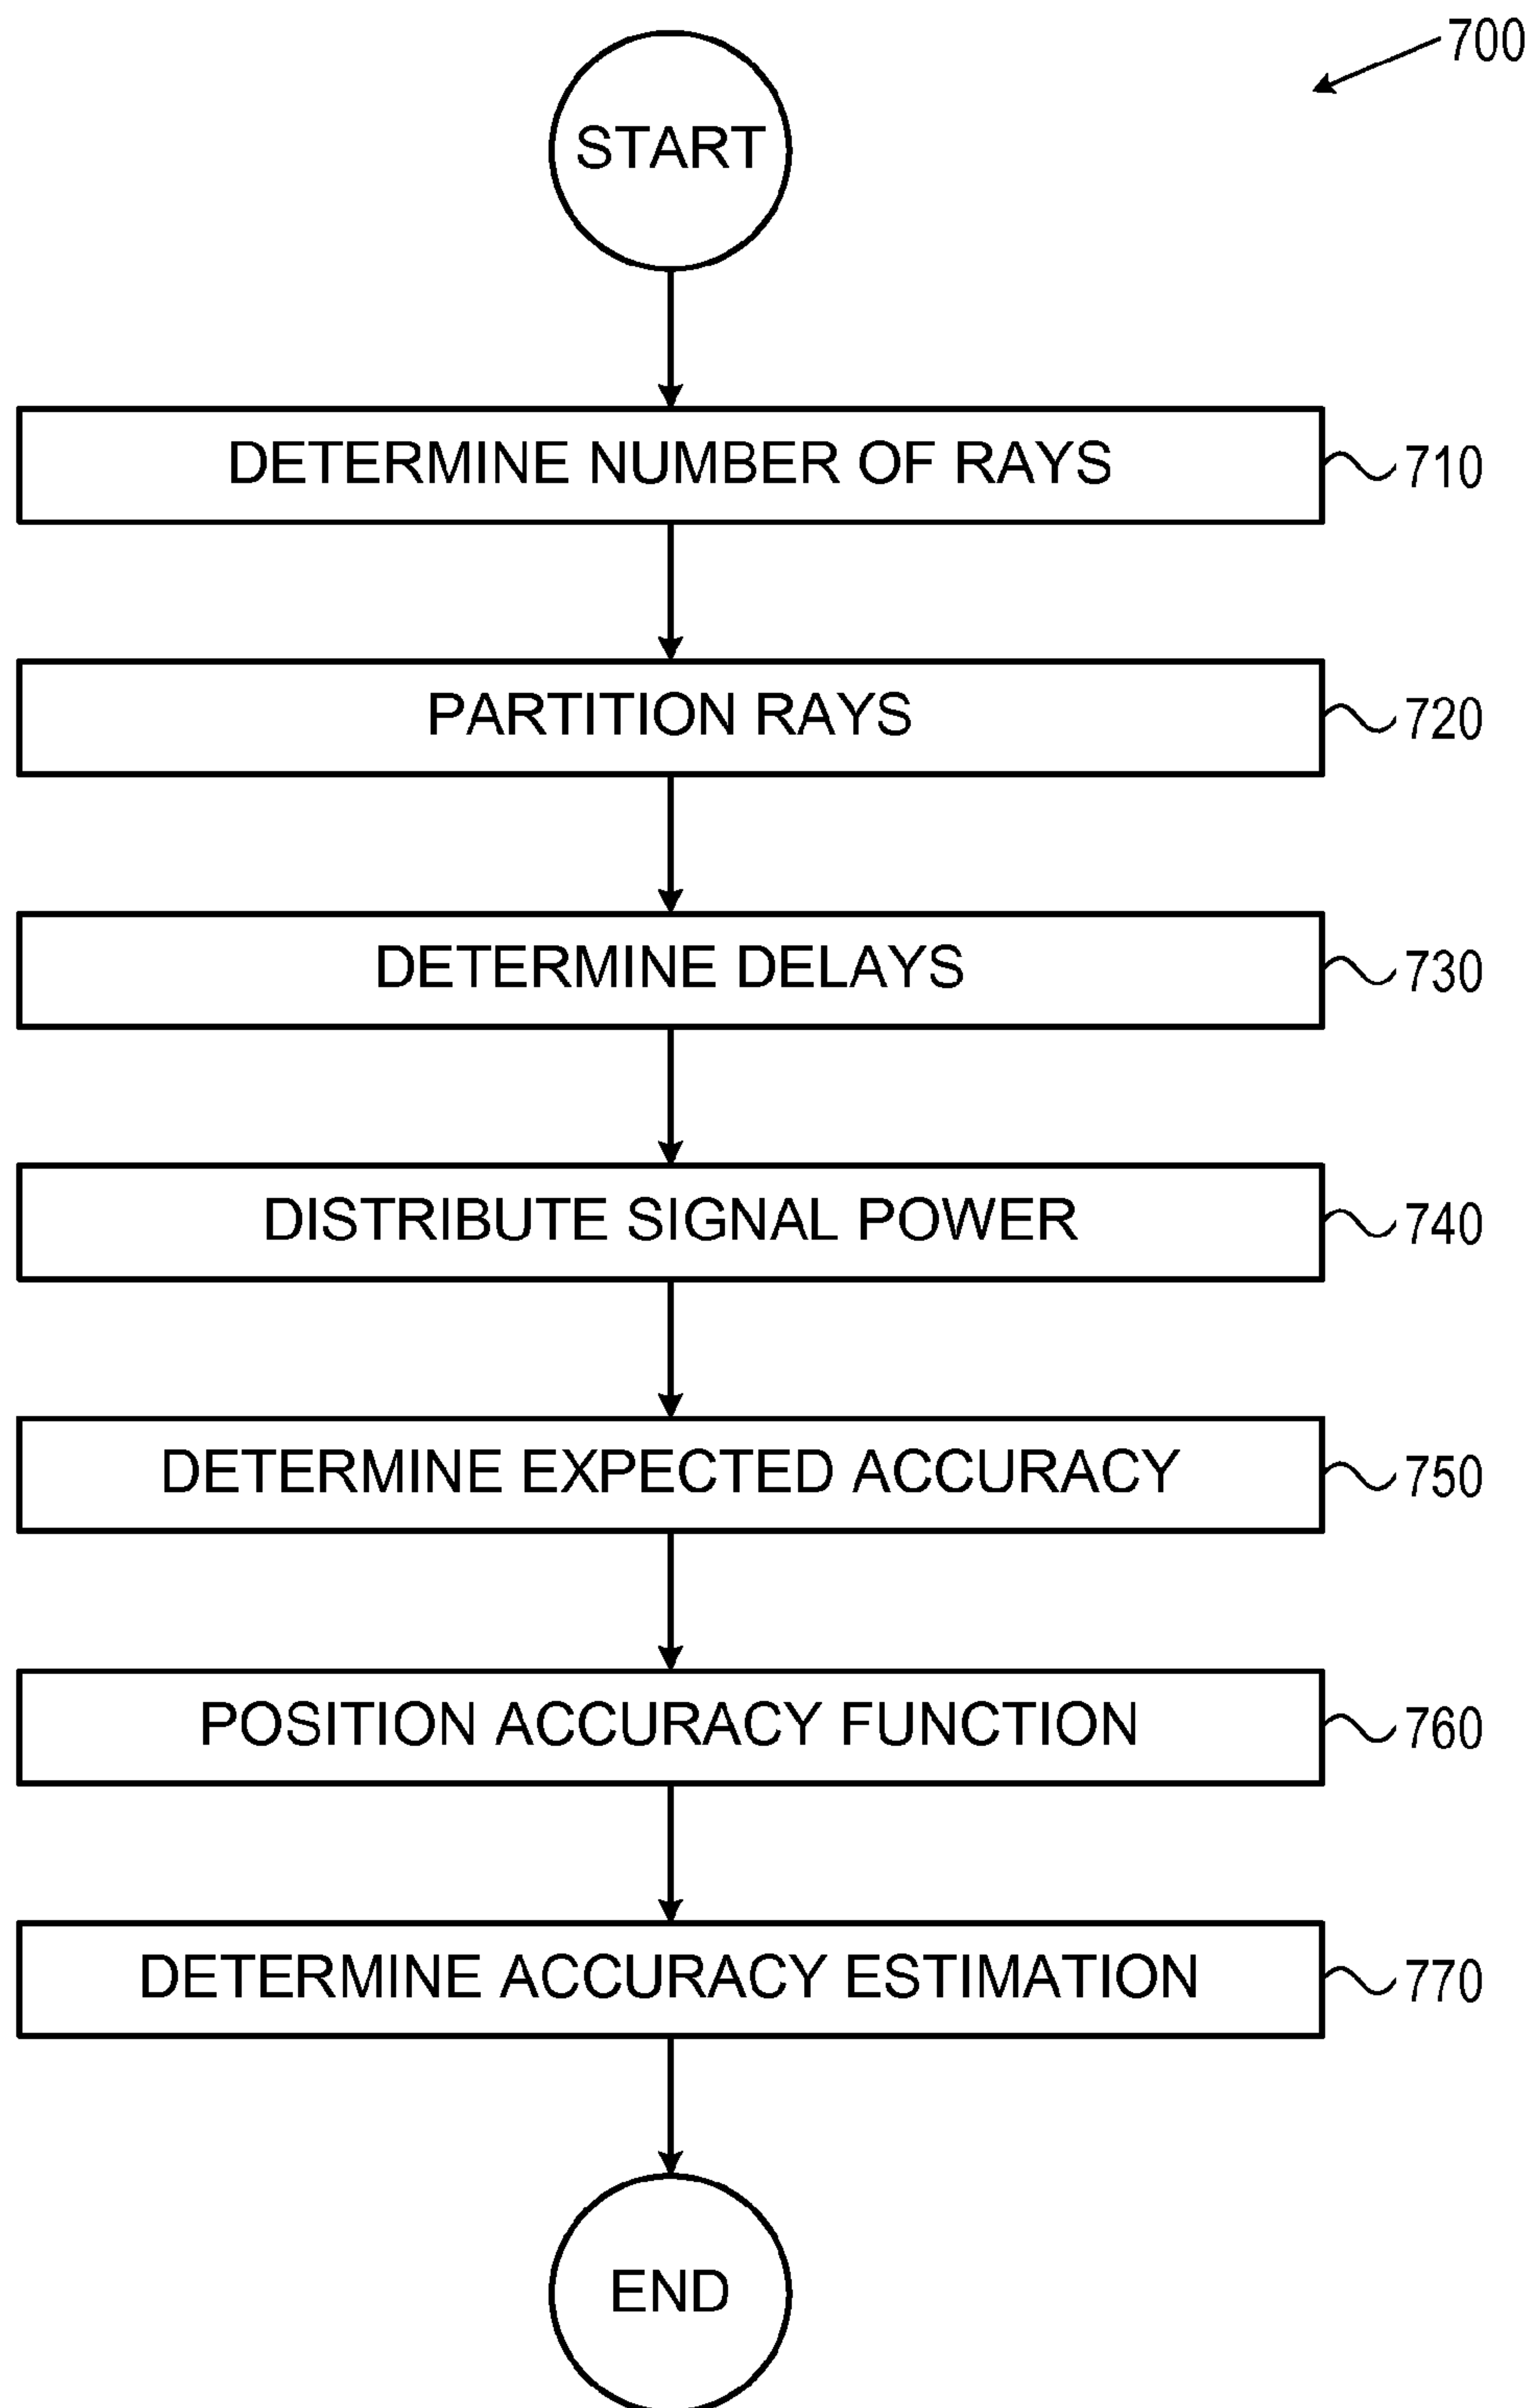 700
START
DETERMINE NUMBER OF RAYS
710
PARTITION RAYS
720
DETERMINE DELAYS
730
DISTRIBUTE SIGNAL POWER
740
DETERMINE EXPECTED ACCURACY
750
POSITION ACCURACY FUNCTION
760
DETERMINE ACCURACY ESTIMATION
770
END